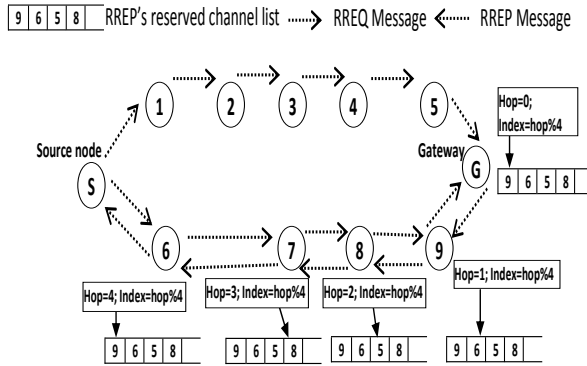 9 6 5 8 RREP's reserved channel list RREQ Message RREP Message
1 2 3 4 5
Hop=0;
Index=hop%4
Source node
Gateway
S
G
9 6 5 8
6 7 8 9
Hop=4; Index=hop%4
Hop=3; Index=hop%4
Hop=2; Index=hop%4
Hop=1; Index=hop%4
9 6 5 8
9 6 5 8
9 6 5 8
9 6 5 8